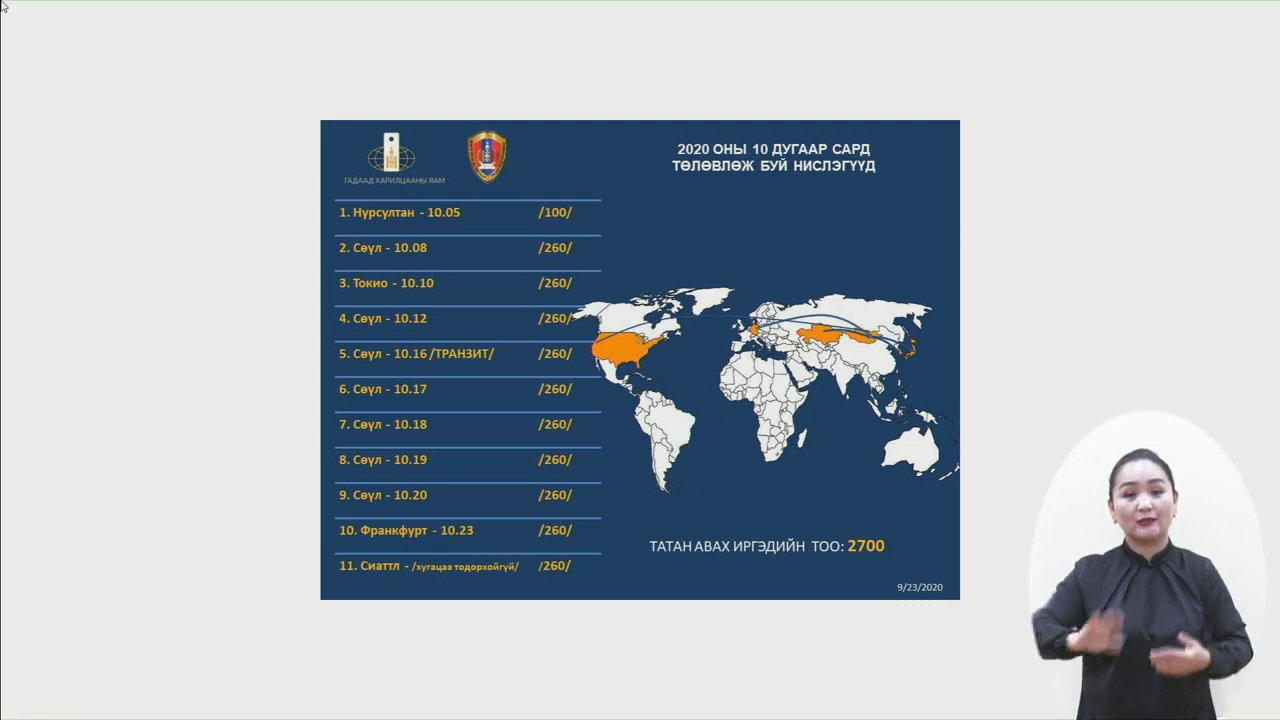 ГАДААД ХАРИЛЦААНЫ ЯАМ
2020 ОНЫ 10 ДУГААР САРД
ТӨЛӨВЛӨЖ БУЙ НИСЛЭГҮҮД
1. Нурсултан - 10.05 /100/
2. Сөүл - 10.08 /260/
3. Токио - 10.10 /260/
4. Сөүл - 10.12 /260/
5. Сөүл - 10.16 /ТРАНЗИТ/ /260/
6. Сөүл - 10.17 /260/
7. Сөүл - 10.18 /260/
8. Сөүл - 10.19 /260/
9. Сөүл - 10.20 /260/
10. Франкфурт - 10.23 /260/
11. Сиаттл - /хугацаа тодорхойгүй/ /260/
ТАТАН АВАХ ИРГЭДИЙН ТОО: 2700
9/23/2020